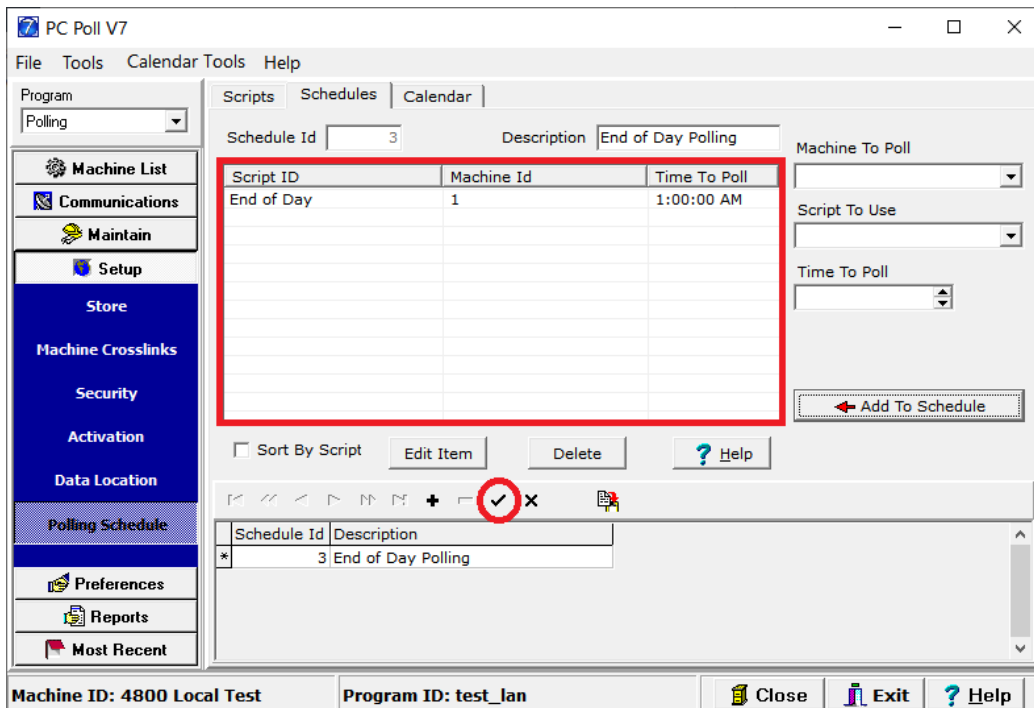 PC Poll V7
File Tools Calendar Tools Help
Program
Polling
Machine List
Communications
Maintain
Setup
Store
Machine Crosslinks
Security
Activation
Data Location
Polling Schedule
Preferences
Reports
Most Recent
Scripts Schedules Calendar
Schedule Id 3 Description End of Day Polling
Script ID Machine Id Time To Poll
End of Day 1 1:00:00 AM
Machine To Poll
Script To Use
Time To Poll
Add To Schedule
Sort By Script Edit Item Delete ? Help
Schedule Id Description
* 3 End of Day Polling
Machine ID: 4800 Local Test Program ID: test_lan Close Exit ? Help